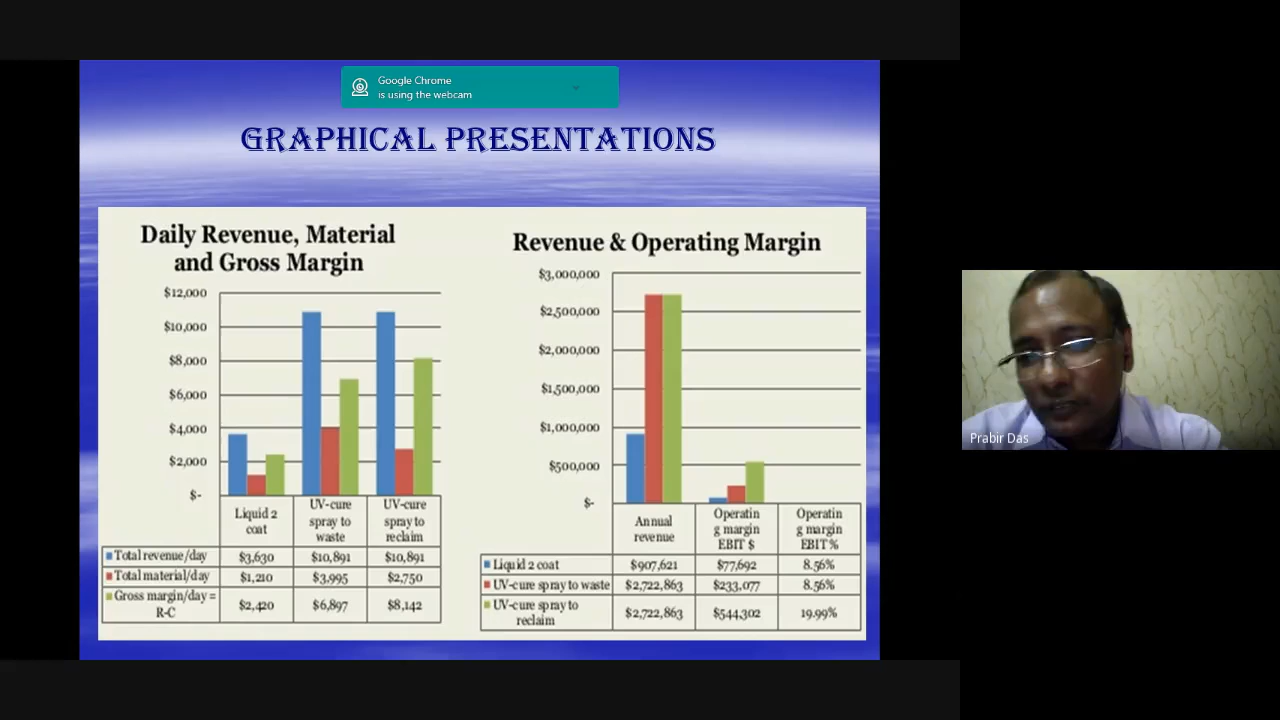 Google Chrome
is using the webcam
GRAPHICAL PRESENTATIONS
Daily Revenue, Material
and Gross Margin
$12,000
$10,000
$8,000
$6,000
$4,000
$2,000
$-
Liquid 2
coat
UV-cure
spray to
waste
UV-cure
spray to
reclaim
Total revenue/day $3,630 $10,891 $10,891
Total material/day $1,210 $3,995 $2,750
Gross margin/day =
R-C $2,420 $6,897 $8,142
Revenue & Operating Margin
$3,000,000
$2,500,000
$2,000,000
$1,500,000
$1,000,000
$500,000
$-
Annual
revenue
Operatin
g margin
EBIT $
Operatin
g margin
EBIT %
Liquid 2 coat $907,621 $77,692 8.56%
UV-cure spray to waste $2,722,863 $233,077 8.56%
UV-cure spray to
reclaim $2,722,863 $544,302 19.99%
Prabir Das